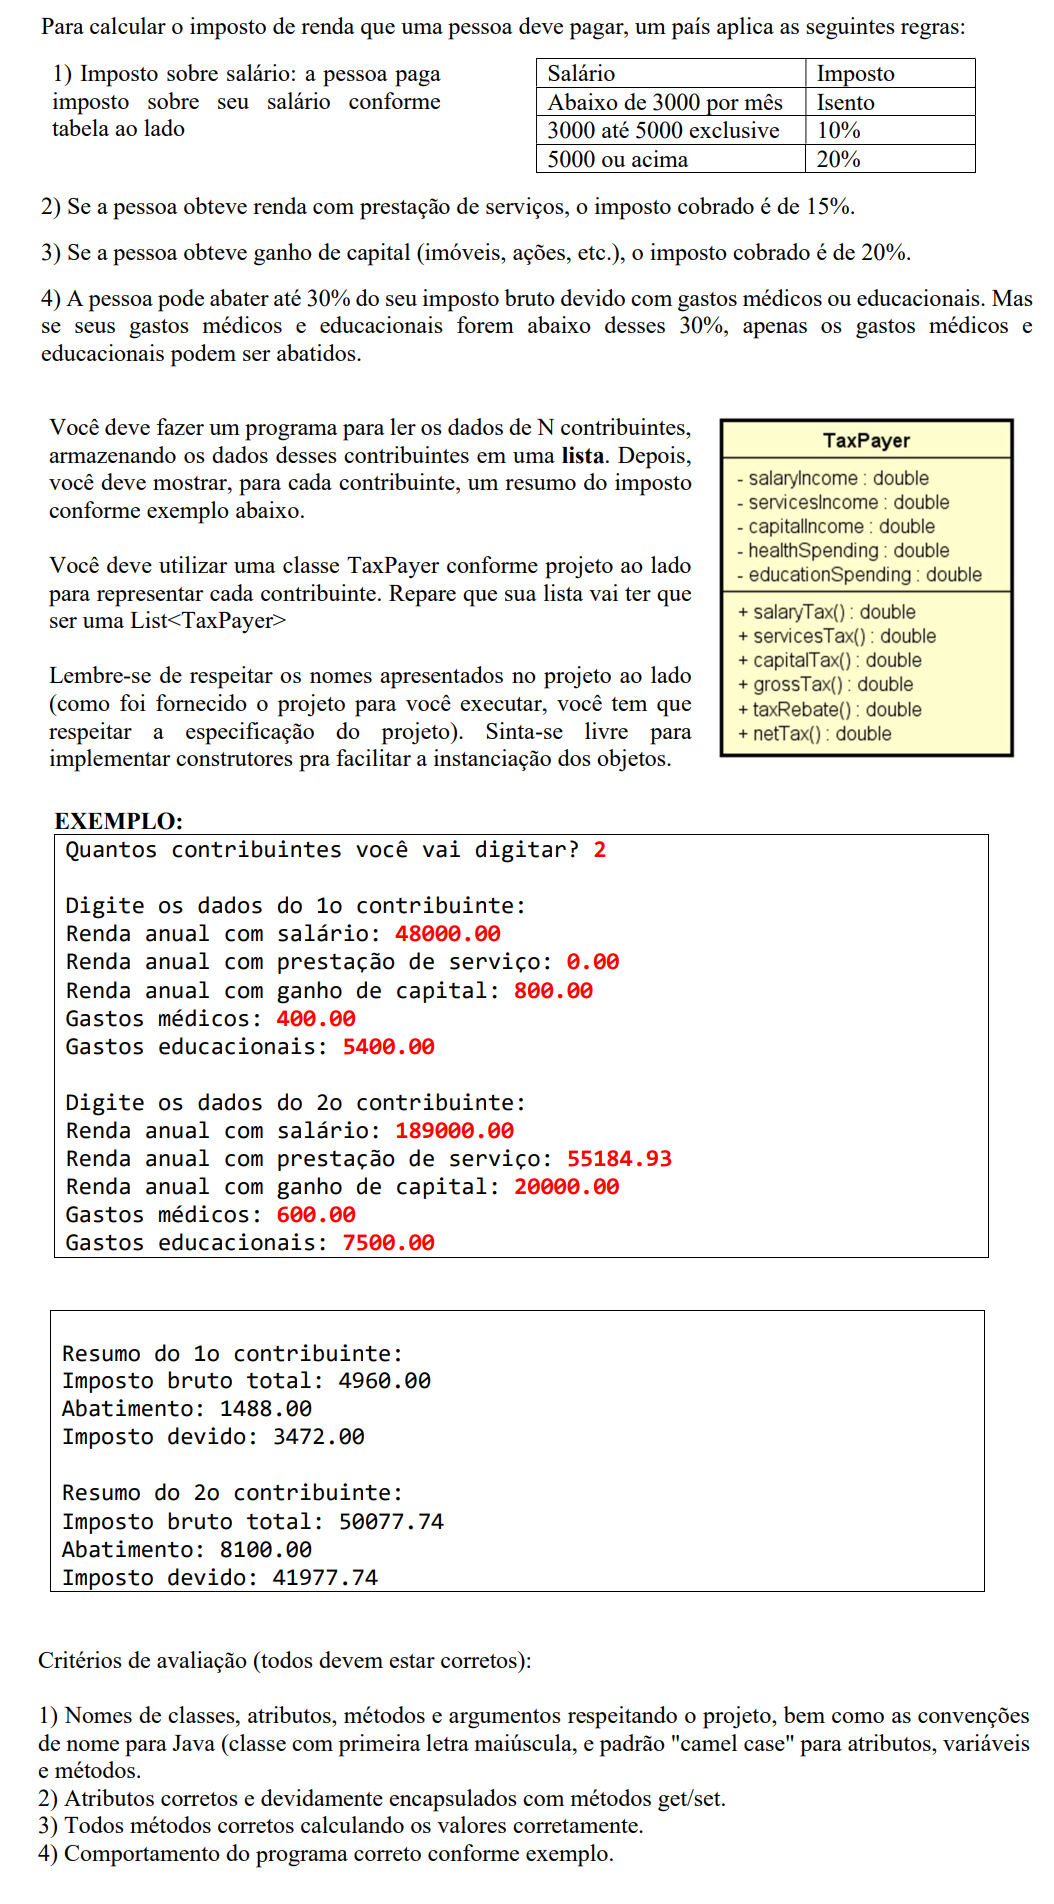 Para calcular o imposto de renda que uma pessoa deve pagar, um país aplica as seguintes regras:
1) Imposto sobre salário: a pessoa paga
imposto sobre seu salário conforme
tabela ao lado
Salário Imposto
Abaixo de 3000 por mês Isento
3000 até 5000 exclusive 10%
5000 ou acima 20%
2) Se a pessoa obteve renda com prestação de serviços, o imposto cobrado é de 15%.
3) Se a pessoa obteve ganho de capital (imóveis, ações, etc.), o imposto cobrado é de 20%.
4) A pessoa pode abater até 30% do seu imposto bruto devido com gastos médicos ou educacionais. Mas
se seus gastos médicos e educacionais forem abaixo desses 30%, apenas os gastos médicos e
educacionais podem ser abatidos.
Você deve fazer um programa para ler os dados de N contribuintes,
armazenando os dados desses contribuintes em uma lista. Depois,
você deve mostrar, para cada contribuinte, um resumo do imposto
conforme exemplo abaixo.
Você deve utilizar uma classe TaxPayer conforme projeto ao lado
para representar cada contribuinte. Repare que sua lista vai ter que
ser uma List<TaxPayer>
Lembre-se de respeitar os nomes apresentados no projeto ao lado
(como foi fornecido o projeto para você executar, você tem que
respeitar a especificação do projeto). Sinta-se livre para
implementar construtores pra facilitar a instanciação dos objetos.
TaxPayer
- salaryIncome : double
- servicesIncome : double
- capitalIncome : double
- healthSpending : double
- educationSpending : double
+ salaryTax() : double
+ servicesTax() : double
+ capitalTax() : double
+ grossTax() : double
+ taxRebate() : double
+ netTax() : double
EXEMPLO:
Quantos contribuintes você vai digitar? 2
Digite os dados do 1o contribuinte:
Renda anual com salário: 48000.00
Renda anual com prestação de serviço: 0.00
Renda anual com ganho de capital: 800.00
Gastos médicos: 400.00
Gastos educacionais: 5400.00
Digite os dados do 2o contribuinte:
Renda anual com salário: 189000.00
Renda anual com prestação de serviço: 55184.93
Renda anual com ganho de capital: 20000.00
Gastos médicos: 600.00
Gastos educacionais: 7500.00
Resumo do 1o contribuinte:
Imposto bruto total: 4960.00
Abatimento: 1488.00
Imposto devido: 3472.00
Resumo do 2o contribuinte:
Imposto bruto total: 50077.74
Abatimento: 8100.00
Imposto devido: 41977.74
Critérios de avaliação (todos devem estar corretos):
1) Nomes de classes, atributos, métodos e argumentos respeitando o projeto, bem como as convenções
de nome para Java (classe com primeira letra maiúscula, e padrão "camel case" para atributos, variáveis
e métodos.
2) Atributos corretos e devidamente encapsulados com métodos get/set.
3) Todos métodos corretos calculando os valores corretamente.
4) Comportamento do programa correto conforme exemplo.